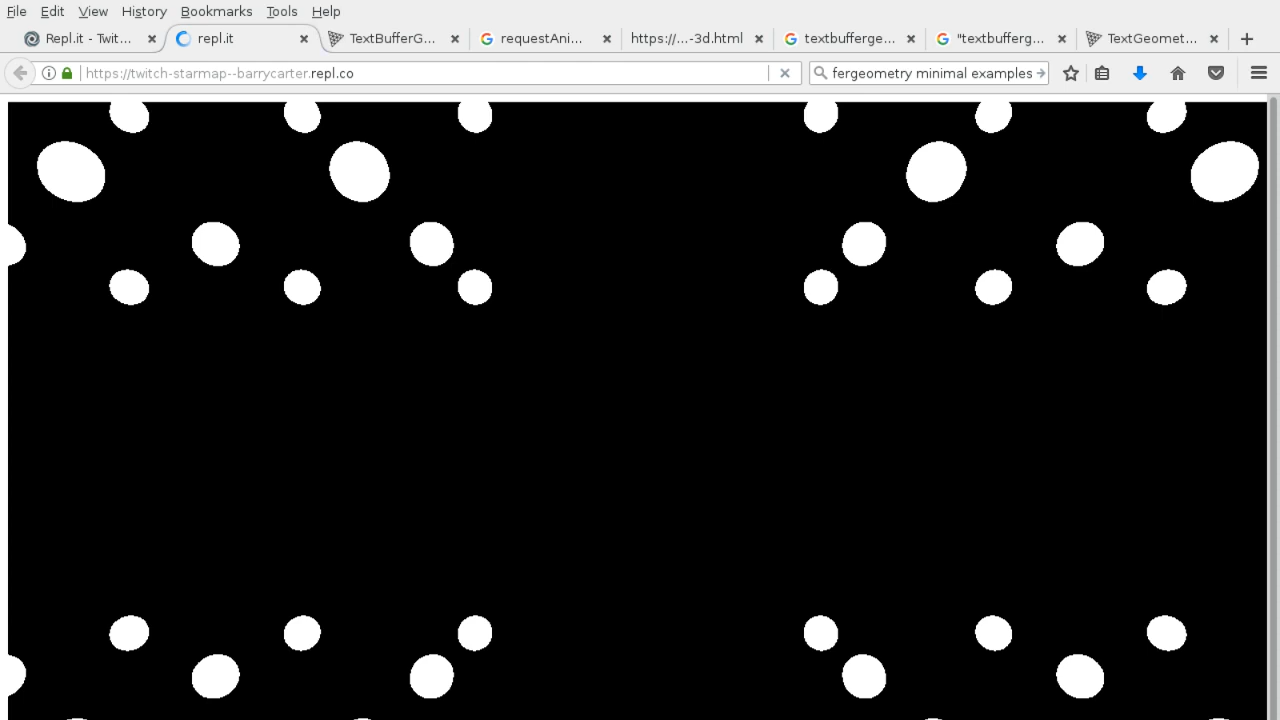 File Edit View History Bookmarks Tools Help
Repl.it - Twit... repl.it TextBufferG... requestAni... https://...-3d.html textbufferge... "textbufferg... TextGeomet...
https://twitch-starmap--barrycarter.repl.co fergeometry minimal examples